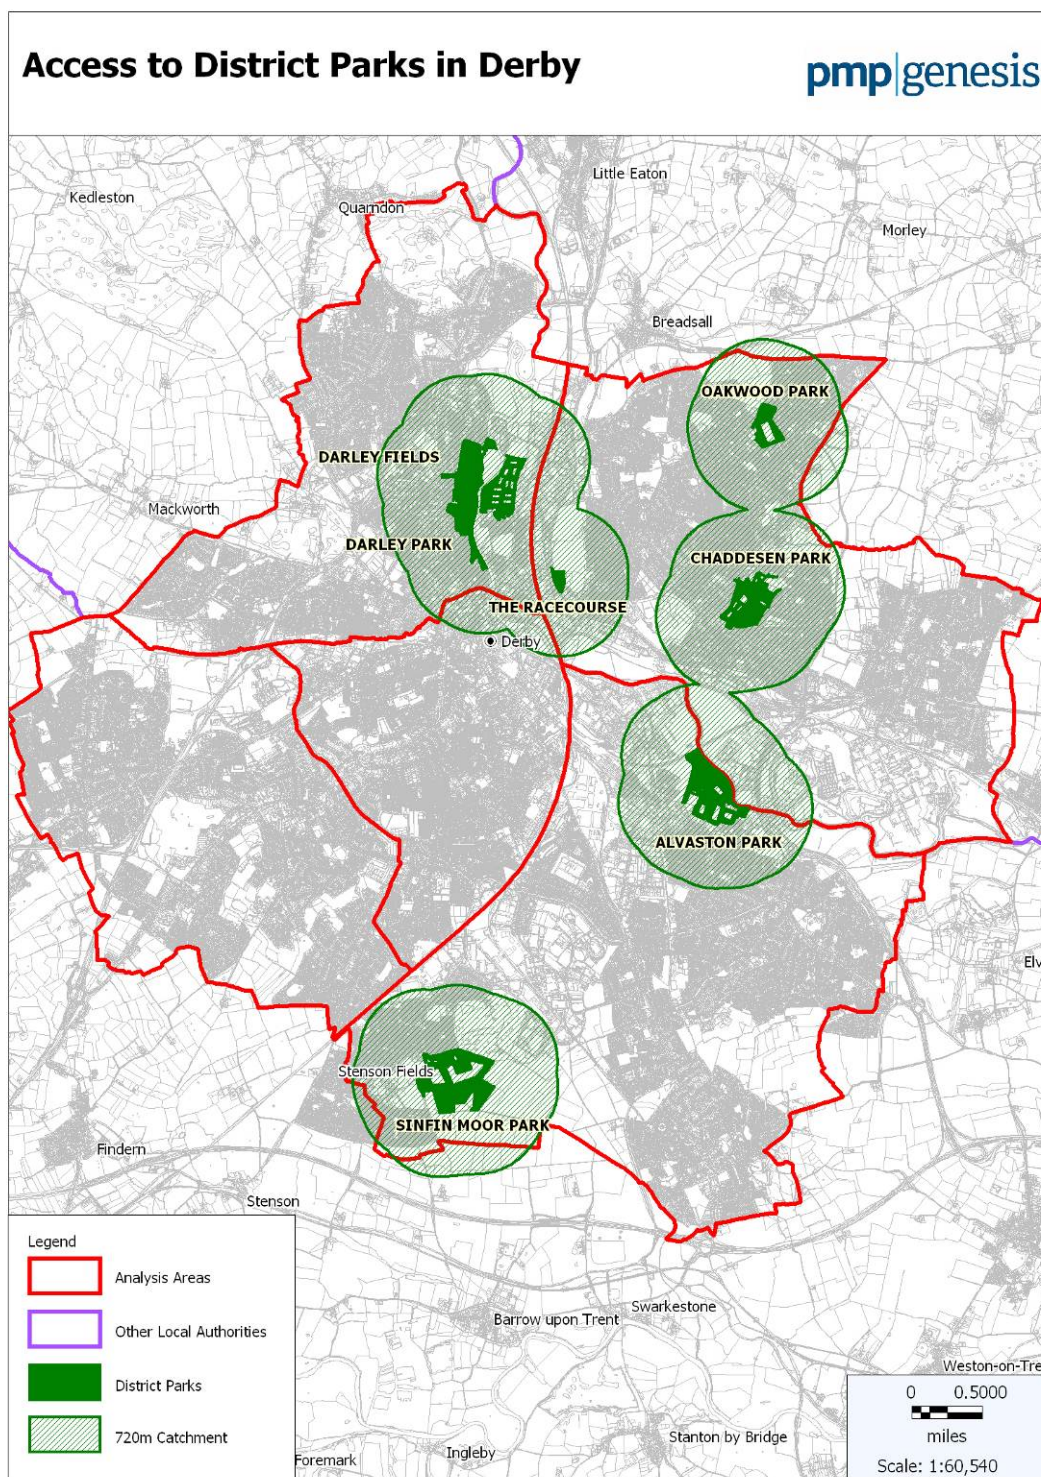 Access to District Parks in Derby
pmp|genesis
Little Eaton
Kedleston
Quarndon
Morley
Breadsall
OAKWOOD PARK
DARLEY FIELDS
Mackworth
DARLEY PARK
CHADDESEN PARK
THE RACECOURSE
Derby
ALVASTON PARK
Elv
Stenson Fields
SINFIN MOOR PARK
Findern
Stenson
Swarkestone
Barrow upon Trent
Weston-on-Tre
Stanton by Bridge
Ingleby
Foremark
Legend
Analysis Areas
Other Local Authorities
District Parks
720m Catchment
0 0.5000
miles
Scale: 1:60,540